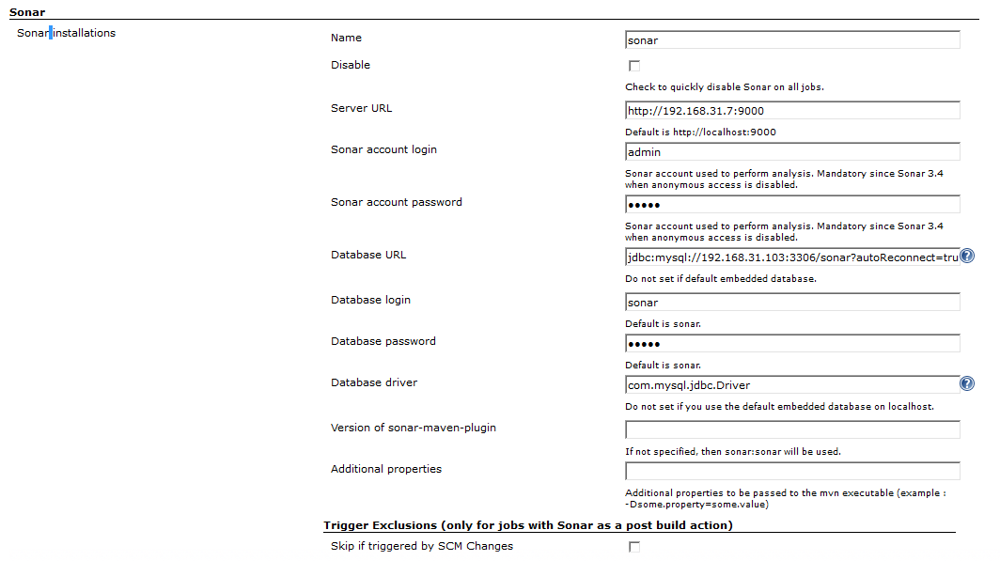 Sonar
Sonar installations
Name
sonar
Disable
Check to quickly disable Sonar on all jobs.
Server URL
http://192.168.31.7:9000
Default is http://localhost:9000
Sonar account login
admin
Sonar account used to perform analysis. Mandatory since Sonar 3.4
when anonymous access is disabled.
Sonar account password
•••••
Sonar account used to perform analysis. Mandatory since Sonar 3.4
when anonymous access is disabled.
Database URL
jdbc:mysql://192.168.31.103:3306/sonar?autoReconnect=tru
?
Do not set if default embedded database.
Database login
sonar
Default is sonar.
Database password
•••••
Default is sonar.
Database driver
com.mysql.jdbc.Driver
?
Do not set if you use the default embedded database on localhost.
Version of sonar-maven-plugin
If not specified, then sonar:sonar will be used.
Additional properties
Additional properties to be passed to the mvn executable (example :
-Dsome.property=some.value)
Trigger Exclusions (only for jobs with Sonar as a post build action)
Skip if triggered by SCM Changes